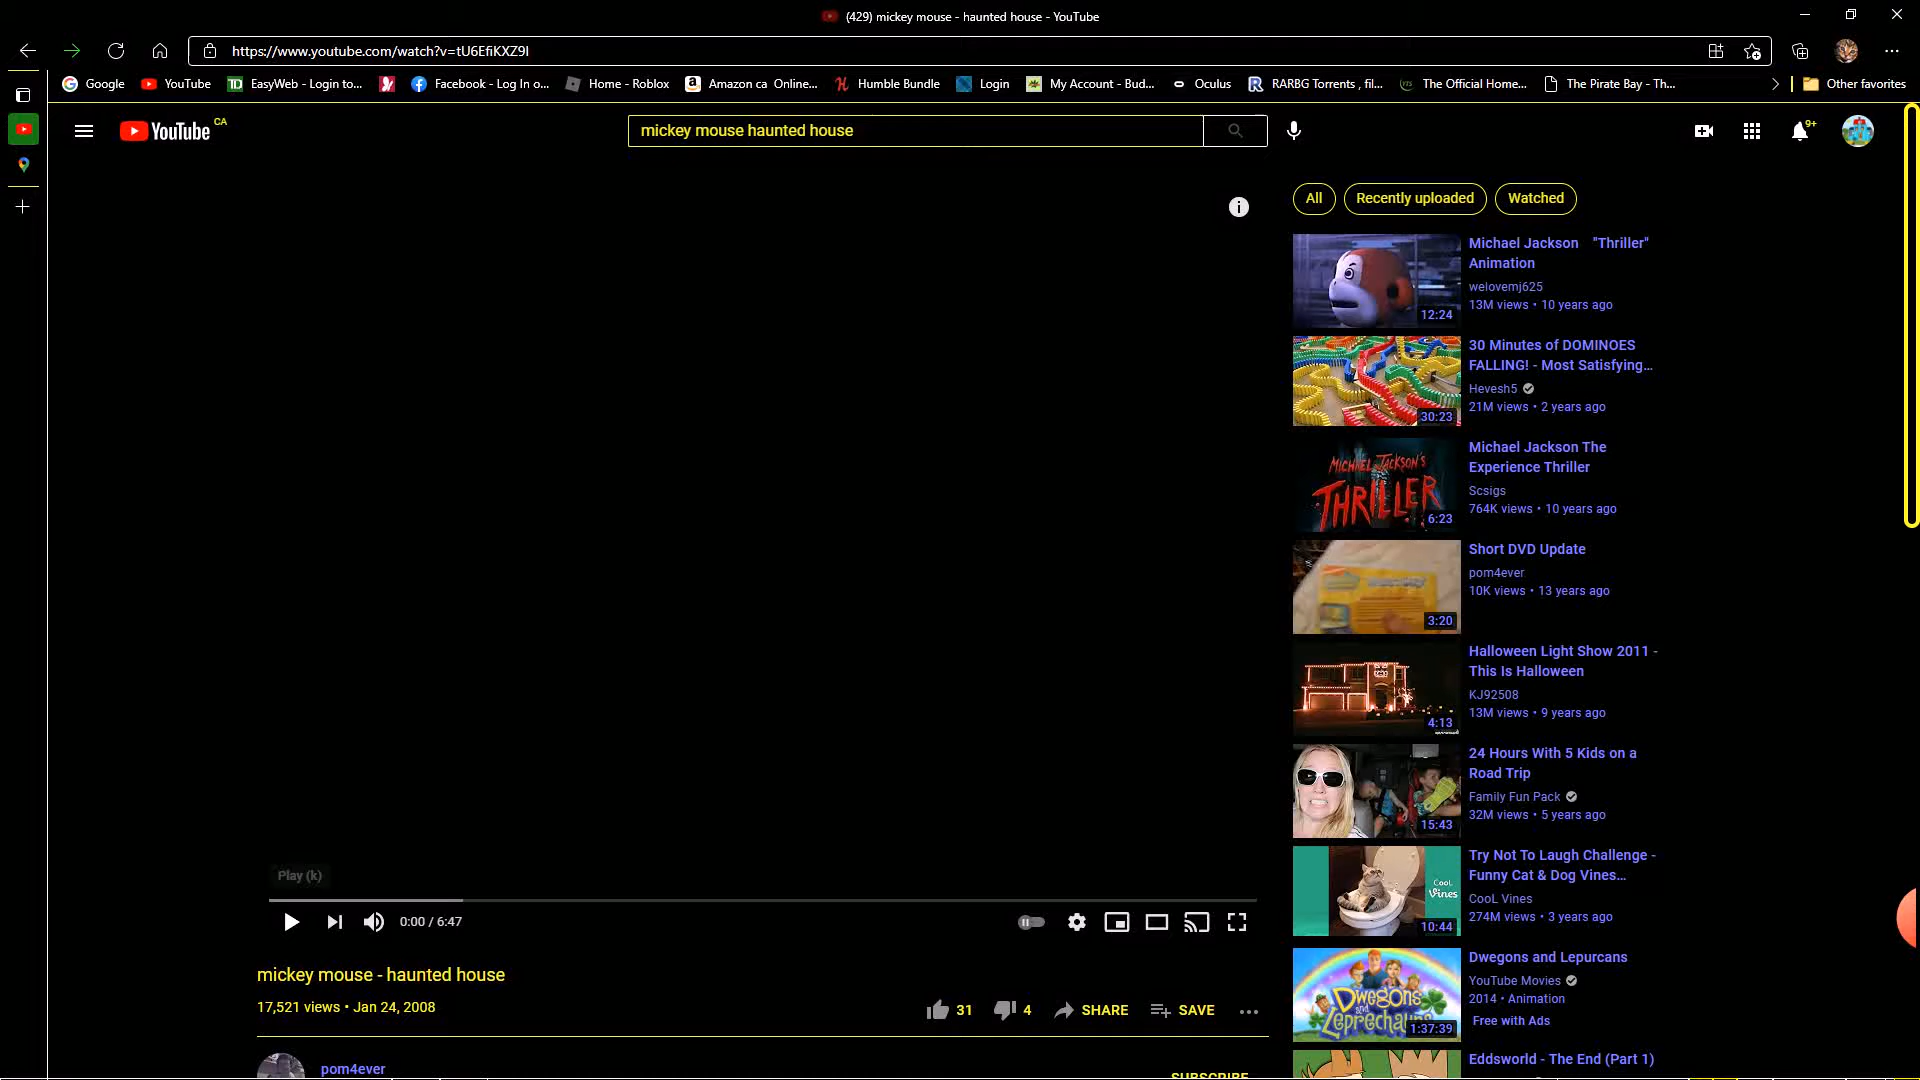 (429) mickey mouse - haunted house - YouTube
https://www.youtube.com/watch?v=tU6EfiKXZ9I
Google
YouTube
EasyWeb - Login to...
Facebook - Log In o...
Home - Roblox
Amazon ca Online...
Humble Bundle
Login
My Account - Bud...
Oculus
RARBG Torrents , fil...
The Official Home...
The Pirate Bay - Th...
Other favorites
YouTube CA
mickey mouse haunted house
9+
All
Recently uploaded
Watched
Michael Jackson "Thriller"
Animation
welovemj625
13M views • 10 years ago
12:24
30 Minutes of DOMINOES
FALLING! - Most Satisfying...
Hevesh5
21M views • 2 years ago
30:23
Michael Jackson The
Experience Thriller
Scsigs
764K views • 10 years ago
MICHAEL JACKSON'S
THRILLER
6:23
Short DVD Update
pom4ever
10K views • 13 years ago
3:20
Halloween Light Show 2011 -
This Is Halloween
KJ92508
13M views • 9 years ago
4:13
24 Hours With 5 Kids on a
Road Trip
Family Fun Pack
32M views • 5 years ago
15:43
Try Not To Laugh Challenge -
Funny Cat & Dog Vines...
CooL Vines
274M views • 3 years ago
CooL
Vines
10:44
Dwegons and Lepurcans
YouTube Movies
2014 • Animation
Free with Ads
Dwegons
and
Leprechau
1:37:39
Eddsworld - The End (Part 1)
Play (k)
0:00 / 6:47
mickey mouse - haunted house
17,521 views • Jan 24, 2008
31
4
SHARE
SAVE
pom4ever
SUBSCRIBE